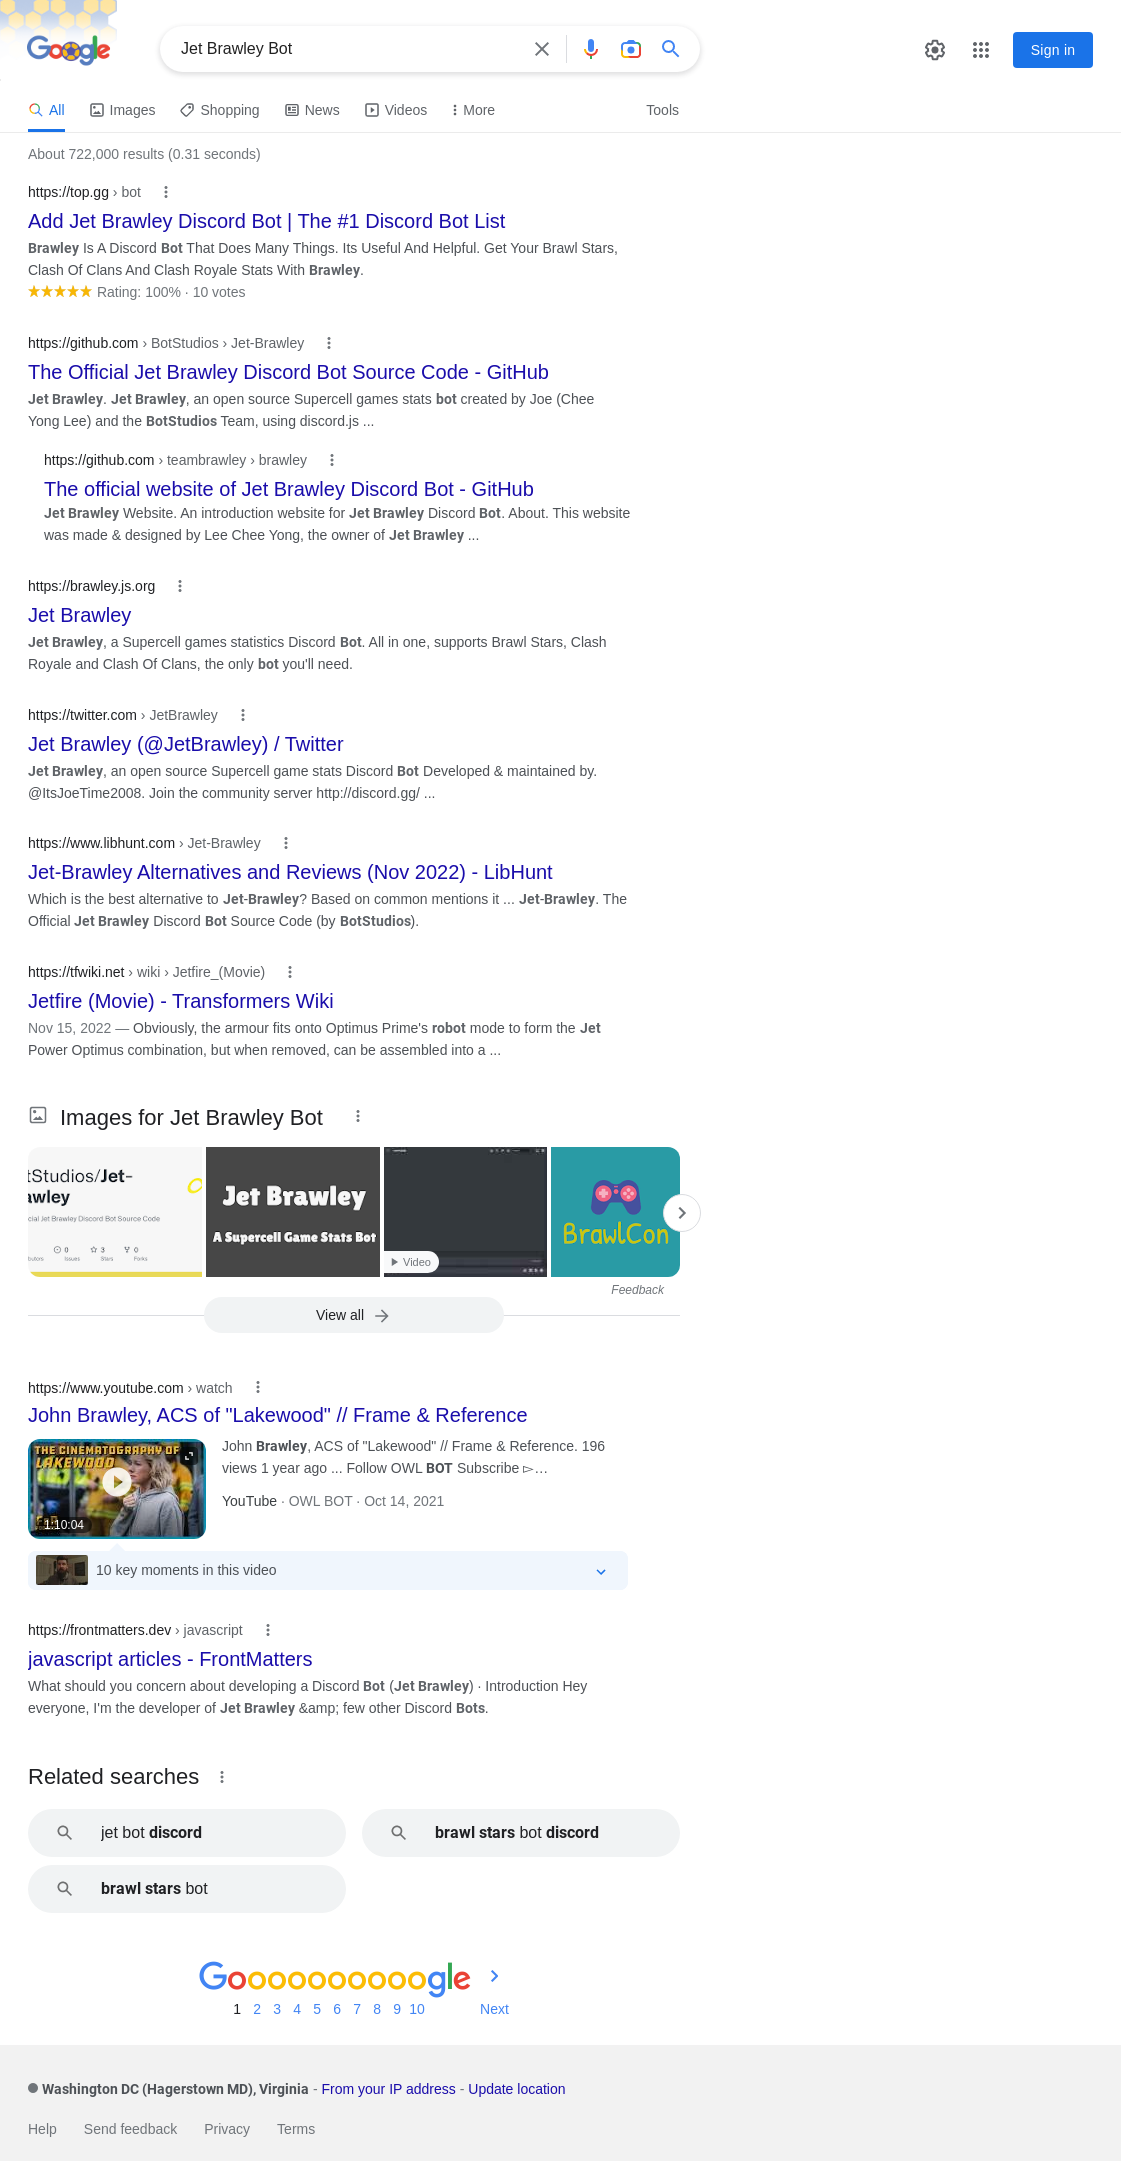 Google
Jet Brawley Bot
Sign in
All
Images
Shopping
News
Videos
More
Tools
About 722,000 results (0.31 seconds)
https://top.gg › bot
Add Jet Brawley Discord Bot | The #1 Discord Bot List
Brawley Is A Discord Bot That Does Many Things. Its Useful And Helpful. Get Your Brawl Stars,
Clash Of Clans And Clash Royale Stats With Brawley.
Rating: 100% · 10 votes
https://github.com › BotStudios › Jet-Brawley
The Official Jet Brawley Discord Bot Source Code - GitHub
Jet Brawley. Jet Brawley, an open source Supercell games stats bot created by Joe (Chee
Yong Lee) and the BotStudios Team, using discord.js ...
https://github.com › teambrawley › brawley
The official website of Jet Brawley Discord Bot - GitHub
Jet Brawley Website. An introduction website for Jet Brawley Discord Bot. About. This website
was made & designed by Lee Chee Yong, the owner of Jet Brawley ...
https://brawley.js.org
Jet Brawley
Jet Brawley, a Supercell games statistics Discord Bot. All in one, supports Brawl Stars, Clash
Royale and Clash Of Clans, the only bot you'll need.
https://twitter.com › JetBrawley
Jet Brawley (@JetBrawley) / Twitter
Jet Brawley, an open source Supercell game stats Discord Bot Developed & maintained by.
@ItsJoeTime2008. Join the community server http://discord.gg/ ...
https://www.libhunt.com › Jet-Brawley
Jet-Brawley Alternatives and Reviews (Nov 2022) - LibHunt
Which is the best alternative to Jet-Brawley? Based on common mentions it ... Jet-Brawley. The
Official Jet Brawley Discord Bot Source Code (by BotStudios).
https://tfwiki.net › wiki › Jetfire_(Movie)
Jetfire (Movie) - Transformers Wiki
Nov 15, 2022 — Obviously, the armour fits onto Optimus Prime's robot mode to form the Jet
Power Optimus combination, but when removed, can be assembled into a ...
Images for Jet Brawley Bot
tStudios/Jet-
awley
cial Jet Brawley Discord Bot Source Code
0
3
0
Issues
Stars
Forks
Jet Brawley
A Supercell Game Stats Bot
Video
BrawlCon
Feedback
View all
https://www.youtube.com › watch
John Brawley, ACS of "Lakewood" // Frame & Reference
THE CINEMATOGRAPHY OF
LAKEWOOD
1:10:04
John Brawley, ACS of "Lakewood" // Frame & Reference. 196
views 1 year ago ... Follow OWL BOT Subscribe ▻…
YouTube · OWL BOT · Oct 14, 2021
10 key moments in this video
https://frontmatters.dev › javascript
javascript articles - FrontMatters
What should you concern about developing a Discord Bot (Jet Brawley) · Introduction Hey
everyone, I'm the developer of Jet Brawley &amp; few other Discord Bots.
Related searches
jet bot discord
brawl stars bot discord
brawl stars bot
Goooooooooogle
1 2 3 4 5 6 7 8 9 10 Next
Washington DC (Hagerstown MD), Virginia - From your IP address - Update location
Help
Send feedback
Privacy
Terms